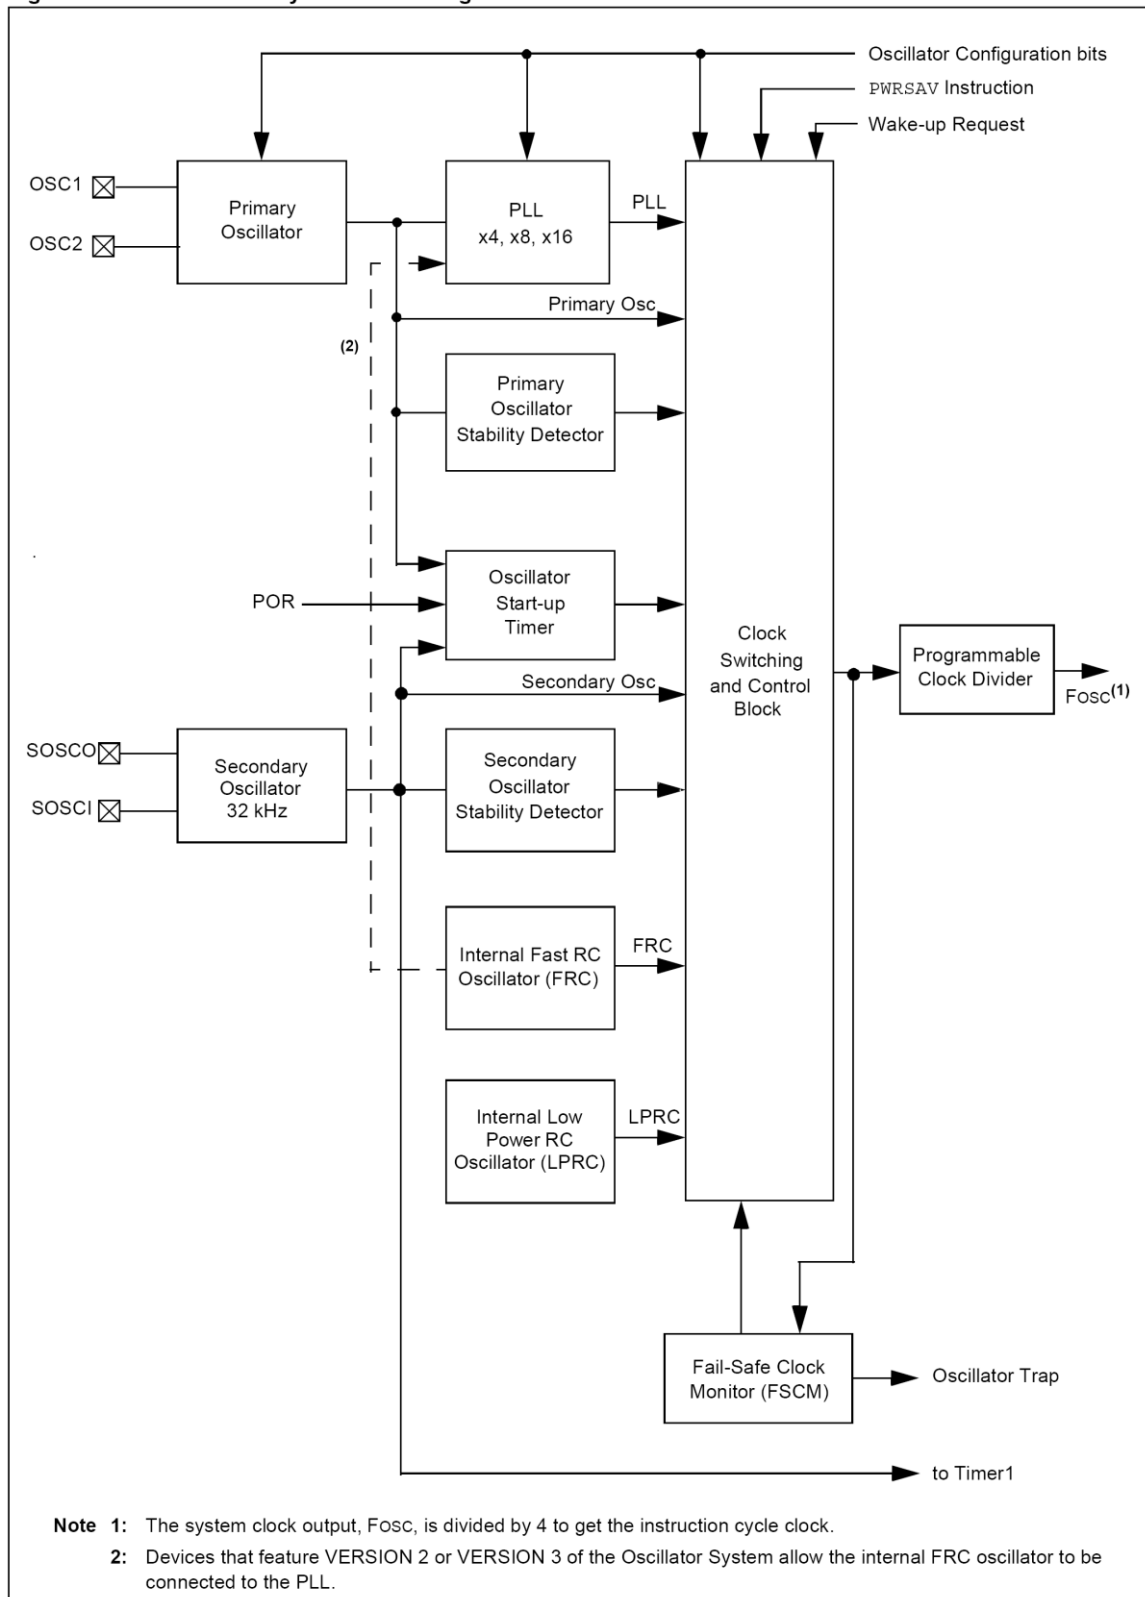 Oscillator Configuration bits
PWRSAV Instruction
Wake-up Request
OSC1
OSC2
Primary
Oscillator
PLL
x4, x8, x16
PLL
Primary Osc
(2)
Primary
Oscillator
Stability Detector
POR
Oscillator
Start-up
Timer
Secondary Osc
Clock
Switching
and Control
Block
Programmable
Clock Divider
FOSC(1)
SOSCO
SOSCI
Secondary
Oscillator
32 kHz
Secondary
Oscillator
Stability Detector
Internal Fast RC
Oscillator (FRC)
FRC
Internal Low
Power RC
Oscillator (LPRC)
LPRC
Fail-Safe Clock
Monitor (FSCM)
Oscillator Trap
to Timer1
Note 1: The system clock output, FOSC, is divided by 4 to get the instruction cycle clock.
2: Devices that feature VERSION 2 or VERSION 3 of the Oscillator System allow the internal FRC oscillator to be
connected to the PLL.